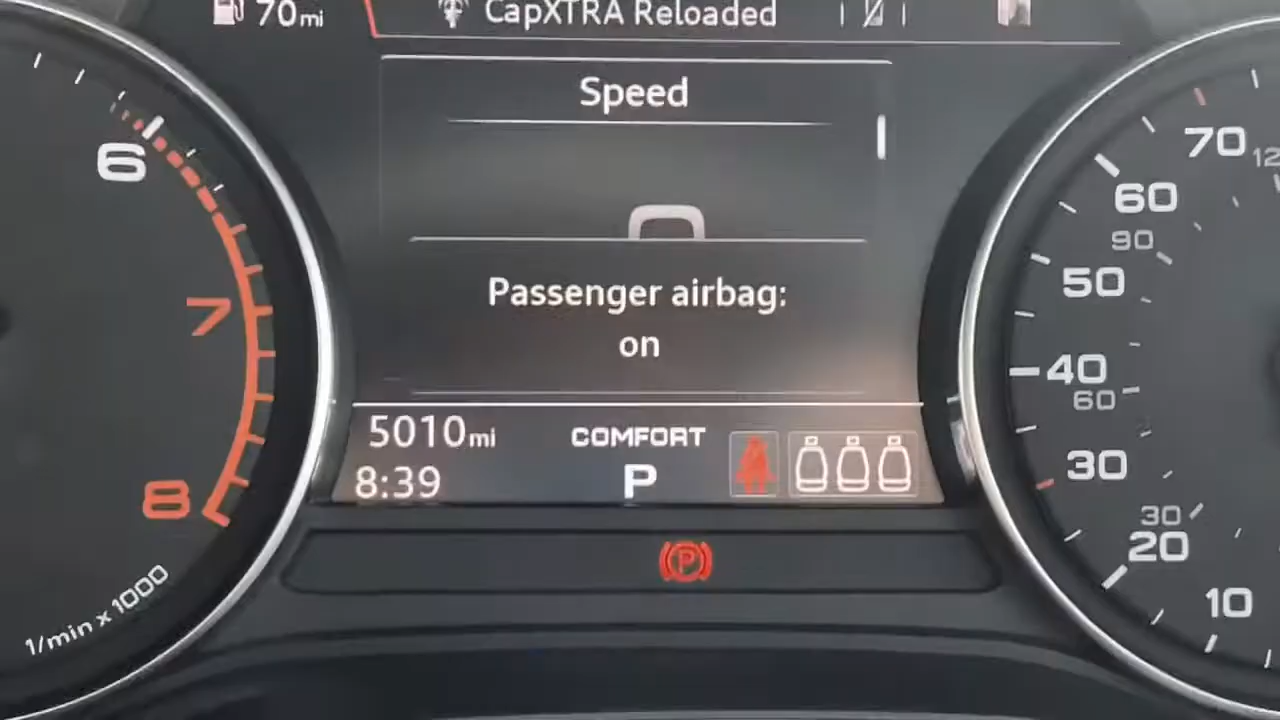 70mi
CapXTRA Reloaded
Speed
Passenger airbag:
on
5010mi
COMFORT
8:39
P
P
6
7
8
1/min x 1000
70
12
60
90
50
40
60
30
30
20
10